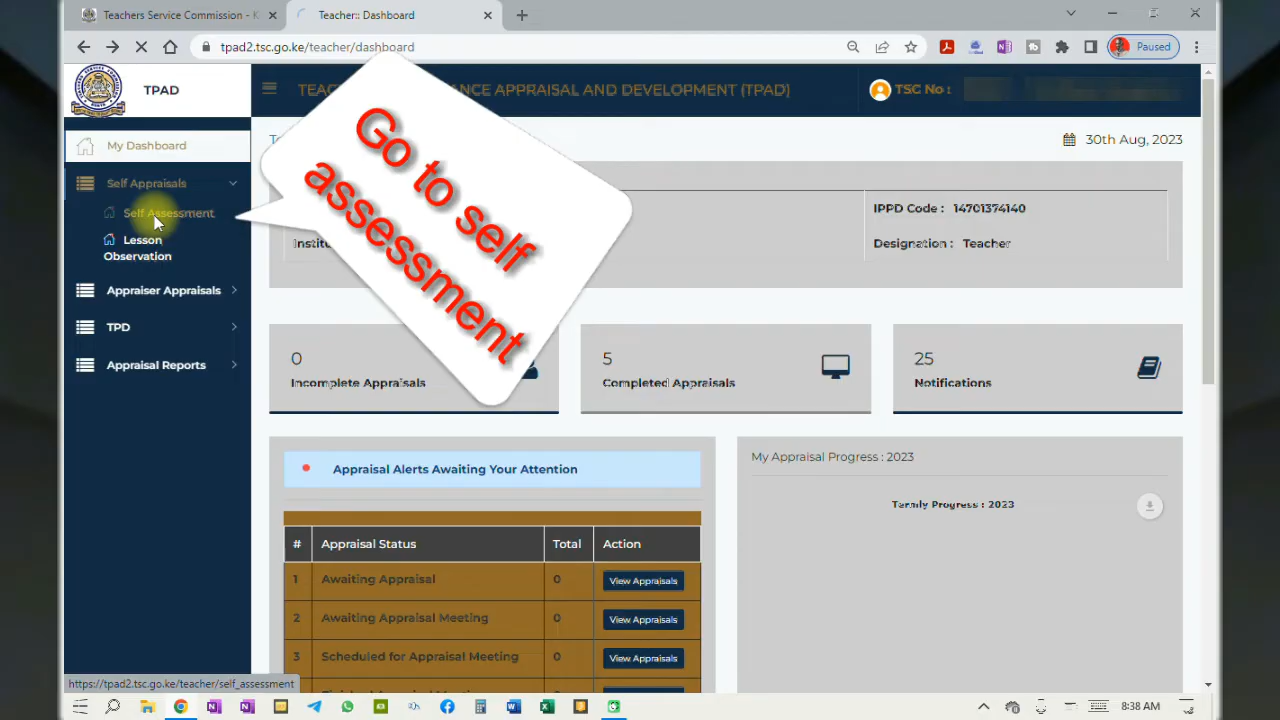 Teachers Service Commission - K
Teacher:: Dashboard
tpad2.tsc.go.ke/teacher/dashboard
Paused
TPAD
TEAC
ANCE APPRAISAL AND DEVELOPMENT (TPAD)
TSC No :
My Dashboard
30th Aug, 2023
Self Appraisals
Self Assessment
Lesson
Observation
Appraiser Appraisals
TPD
Appraisal Reports
Go to self
assessment
IPPD Code : 14701374140
Institu
Designation : Teacher
0
Incomplete Appraisals
5
Completed Appraisals
25
Notifications
Appraisal Alerts Awaiting Your Attention
# Appraisal Status Total Action
1 Awaiting Appraisal 0 View Appraisals
2 Awaiting Appraisal Meeting 0 View Appraisals
3 Scheduled for Appraisal Meeting 0 View Appraisals
My Appraisal Progress : 2023
Termly Progress : 2023
https://tpad2.tsc.go.ke/teacher/self_assessment
8:38 AM